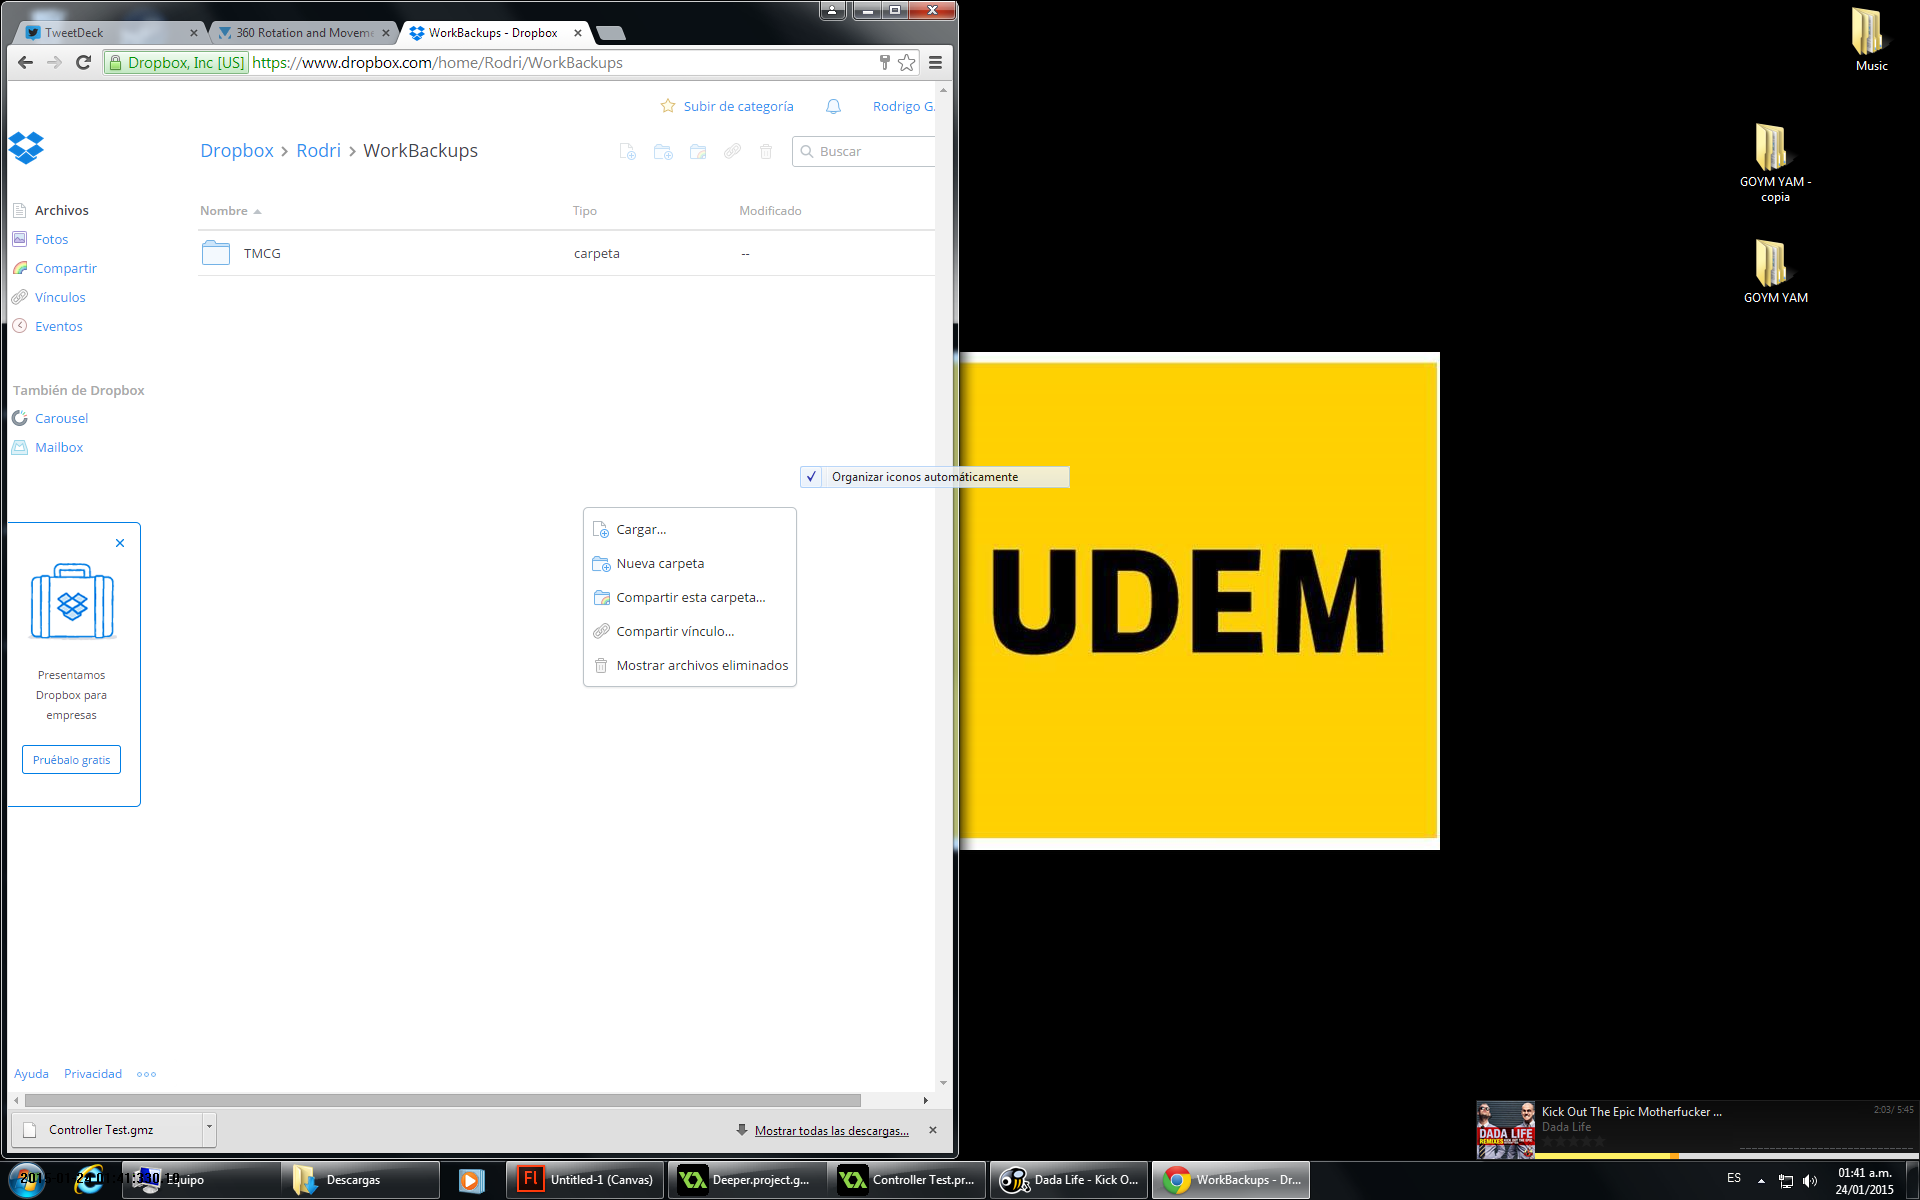 TweetDeck
360 Rotation and Moveme
WorkBackups - Dropbox
Dropbox, Inc [US]
https://www.dropbox.com/home/Rodri/WorkBackups
Subir de categoría
Rodrigo G.
Dropbox › Rodri › WorkBackups
Buscar
Archivos
Fotos
Compartir
Vínculos
Eventos
También de Dropbox
Carousel
Mailbox
Nombre
Tipo
Modificado
TMCG
carpeta
--
Organizar iconos automáticamente
Cargar...
Nueva carpeta
Compartir esta carpeta...
Compartir vínculo...
Mostrar archivos eliminados
Presentamos
Dropbox para
empresas
Pruébalo gratis
Ayuda
Privacidad
Controller Test.gmz
Mostrar todas las descargas...
Music
GOYM YAM -
copia
GOYM YAM
UDEM
Kick Out The Epic Motherfucker ...
2:03/ 5:45
Dada Life
DADA LIFE
REMIXES
Equipo
Descargas
Fl
Untitled-1 (Canvas)
Deeper.project.g...
Controller Test.pr...
Dada Life - Kick O...
WorkBackups - Dr...
ES
01:41 a.m.
24/01/2015